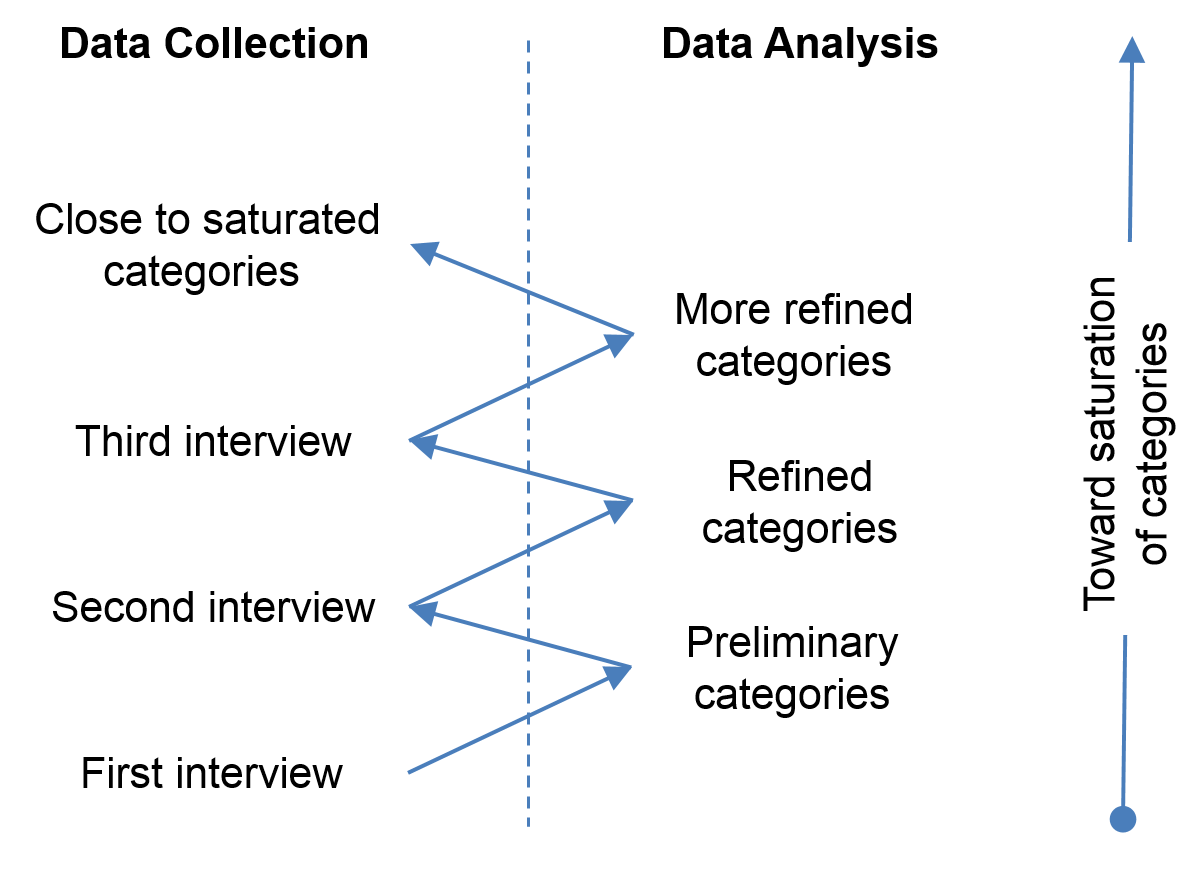 Data Collection
Data Analysis
Close to saturated
categories
More refined
categories
Third interview
Refined
categories
Second interview
Preliminary
categories
First interview
Toward saturation
of categories